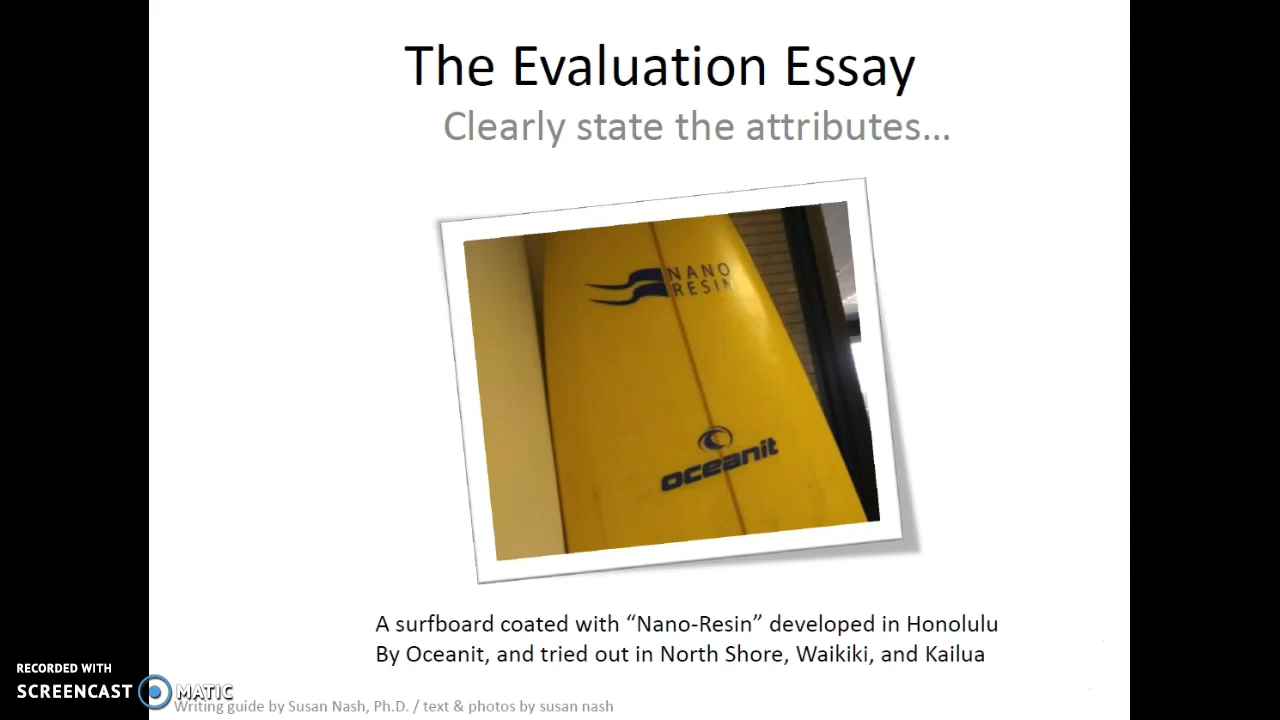 The Evaluation Essay
Clearly state the attributes...
NANO
RESIN
oceanit
A surfboard coated with “Nano-Resin” developed in Honolulu
By Oceanit, and tried out in North Shore, Waikiki, and Kailua
RECORDED WITH
SCREENCAST MATIC
Writing guide by Susan Nash, Ph.D. / text & photos by susan nash